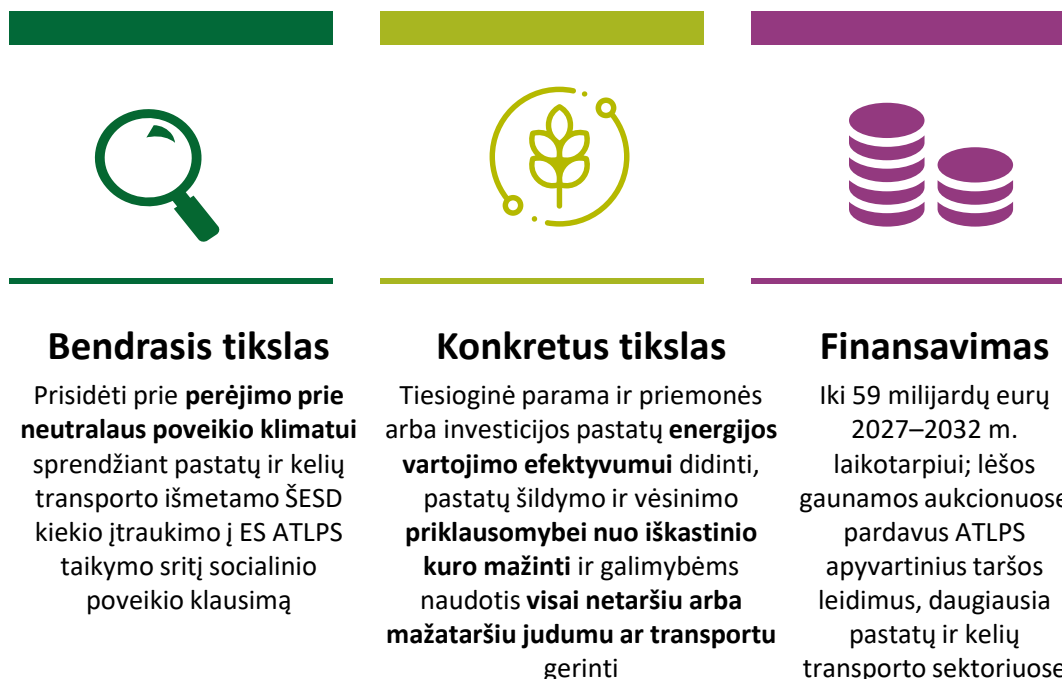 Bendrasis tikslas
Prisidėti prie perėjimo prie
neutralaus poveikio klimatui
sprendžiant pastatų ir kelių
transporto išmetamo ŠESD
kiekio įtraukimo į ES ATLPS
taikymo sritį socialinio
poveikio klausimą
Konkretus tikslas
Tiesioginė parama ir priemonės
arba investicijos pastatų energijos
vartojimo efektyvumui didinti,
pastatų šildymo ir vėsinimo
priklausomybei nuo iškastinio
kuro mažinti ir galimybėms
naudotis visai netaršiu arba
mažataršiu judumu ar transportu
gerinti
Finansavimas
Iki 59 milijardų eurų
2027–2032 m.
laikotarpiui; lėšos
gaunamos aukcionuose
pardavus ATLPS
apyvartinius taršos
leidimus, daugiausia
pastatų ir kelių
transporto sektoriuose